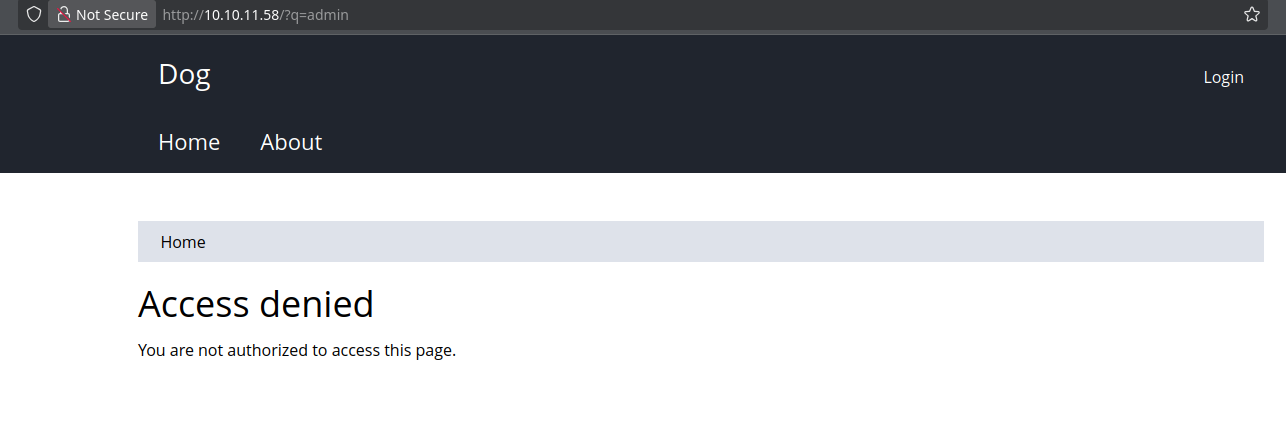 Not Secure http://10.10.11.58/?q=admin
Dog
Login
Home About
Home
Access denied
You are not authorized to access this page.